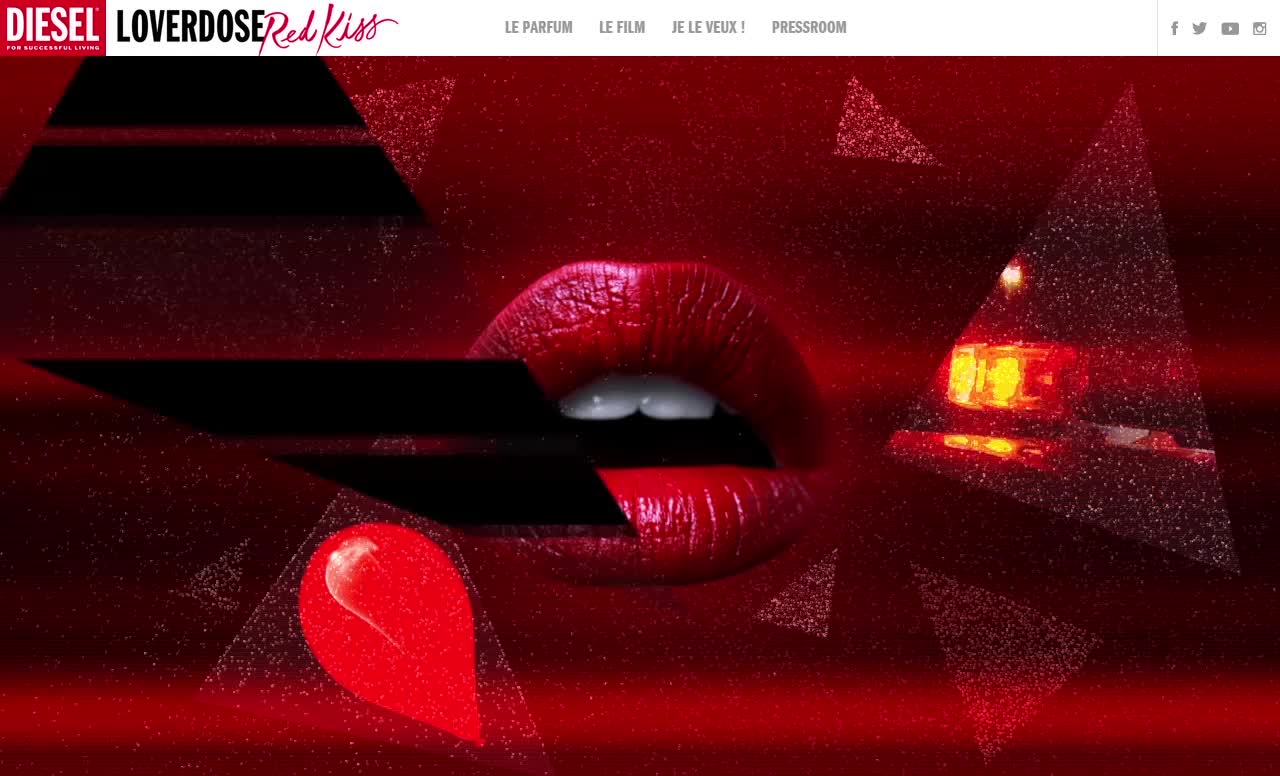 DIESEL®
FOR SUCCESSFUL LIVING
LOVERDOSE Red Kiss
LE PARFUM
LE FILM
JE LE VEUX !
PRESSROOM